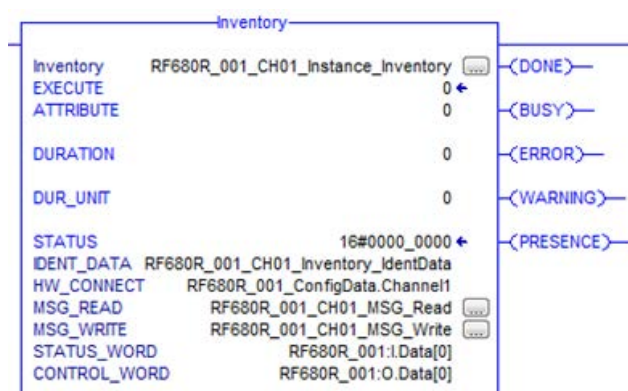 Inventory
Inventory RF680R_001_CH01_Instance_Inventory ...
EXECUTE 0
ATTRIBUTE 0
DURATION 0
DUR_UNIT 0
STATUS 16#0000_0000
IDENT_DATA RF680R_001_CH01_Inventory_IdentData
HW_CONNECT RF680R_001_ConfigData.Channel1
MSG_READ RF680R_001_CH01_MSG_Read ...
MSG_WRITE RF680R_001_CH01_MSG_Write ...
STATUS_WORD RF680R_001:I.Data[0]
CONTROL_WORD RF680R_001:O.Data[0]
(DONE)
(BUSY)
(ERROR)
(WARNING)
(PRESENCE)